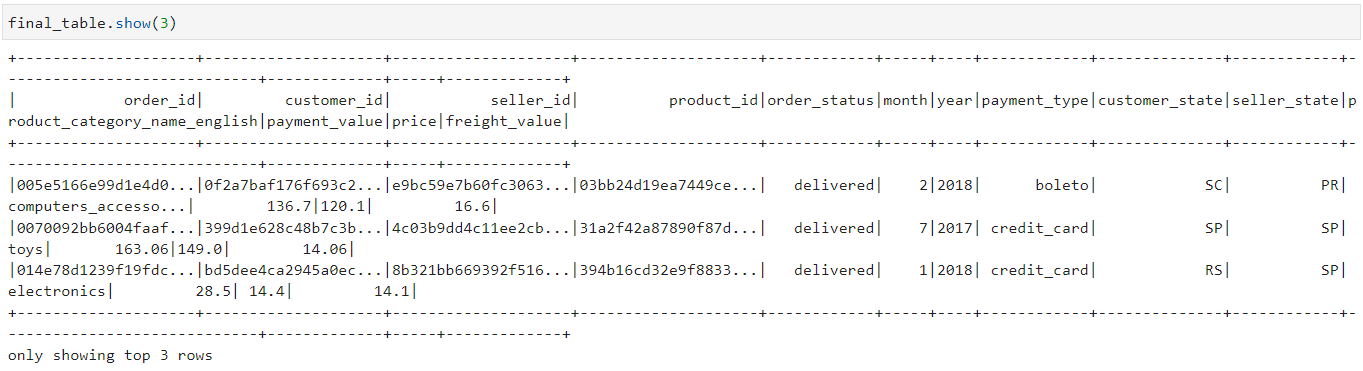 final_table.show(3)
+--------------------+--------------------+--------------------+--------------------+------------+-----+----+------------+--------------+------------+-
----------------------------+-------------+-----+-------------+
|            order_id|         customer_id|           seller_id|          product_id|order_status|month|year|payment_type|customer_state|seller_state|p
roduct_category_name_english|payment_value|price|freight_value|
+--------------------+--------------------+--------------------+--------------------+------------+-----+----+------------+--------------+------------+-
----------------------------+-------------+-----+-------------+
|005e5166e99d1e4d0...|0f2a7baf176f693c2...|e9bc59e7b60fc3063...|03bb24d19ea7449ce...|   delivered|    2|2018|      boleto|            SC|          PR|
computers_accesso...|        136.7|120.1|         16.6|
|0070092bb6004faaf...|399d1e628c48b7c3b...|4c03b9dd4c11ee2cb...|31a2f42a87890f87d...|   delivered|    7|2017| credit_card|            SP|          SP|
toys|       163.06|149.0|        14.06|
|014e78d1239f19fdc...|bd5dee4ca2945a0ec...|8b321bb669392f516...|394b16cd32e9f8833...|   delivered|    1|2018| credit_card|            RS|          SP|
electronics|         28.5| 14.4|         14.1|
+--------------------+--------------------+--------------------+--------------------+------------+-----+----+------------+--------------+------------+-
----------------------------+-------------+-----+-------------+
only showing top 3 rows